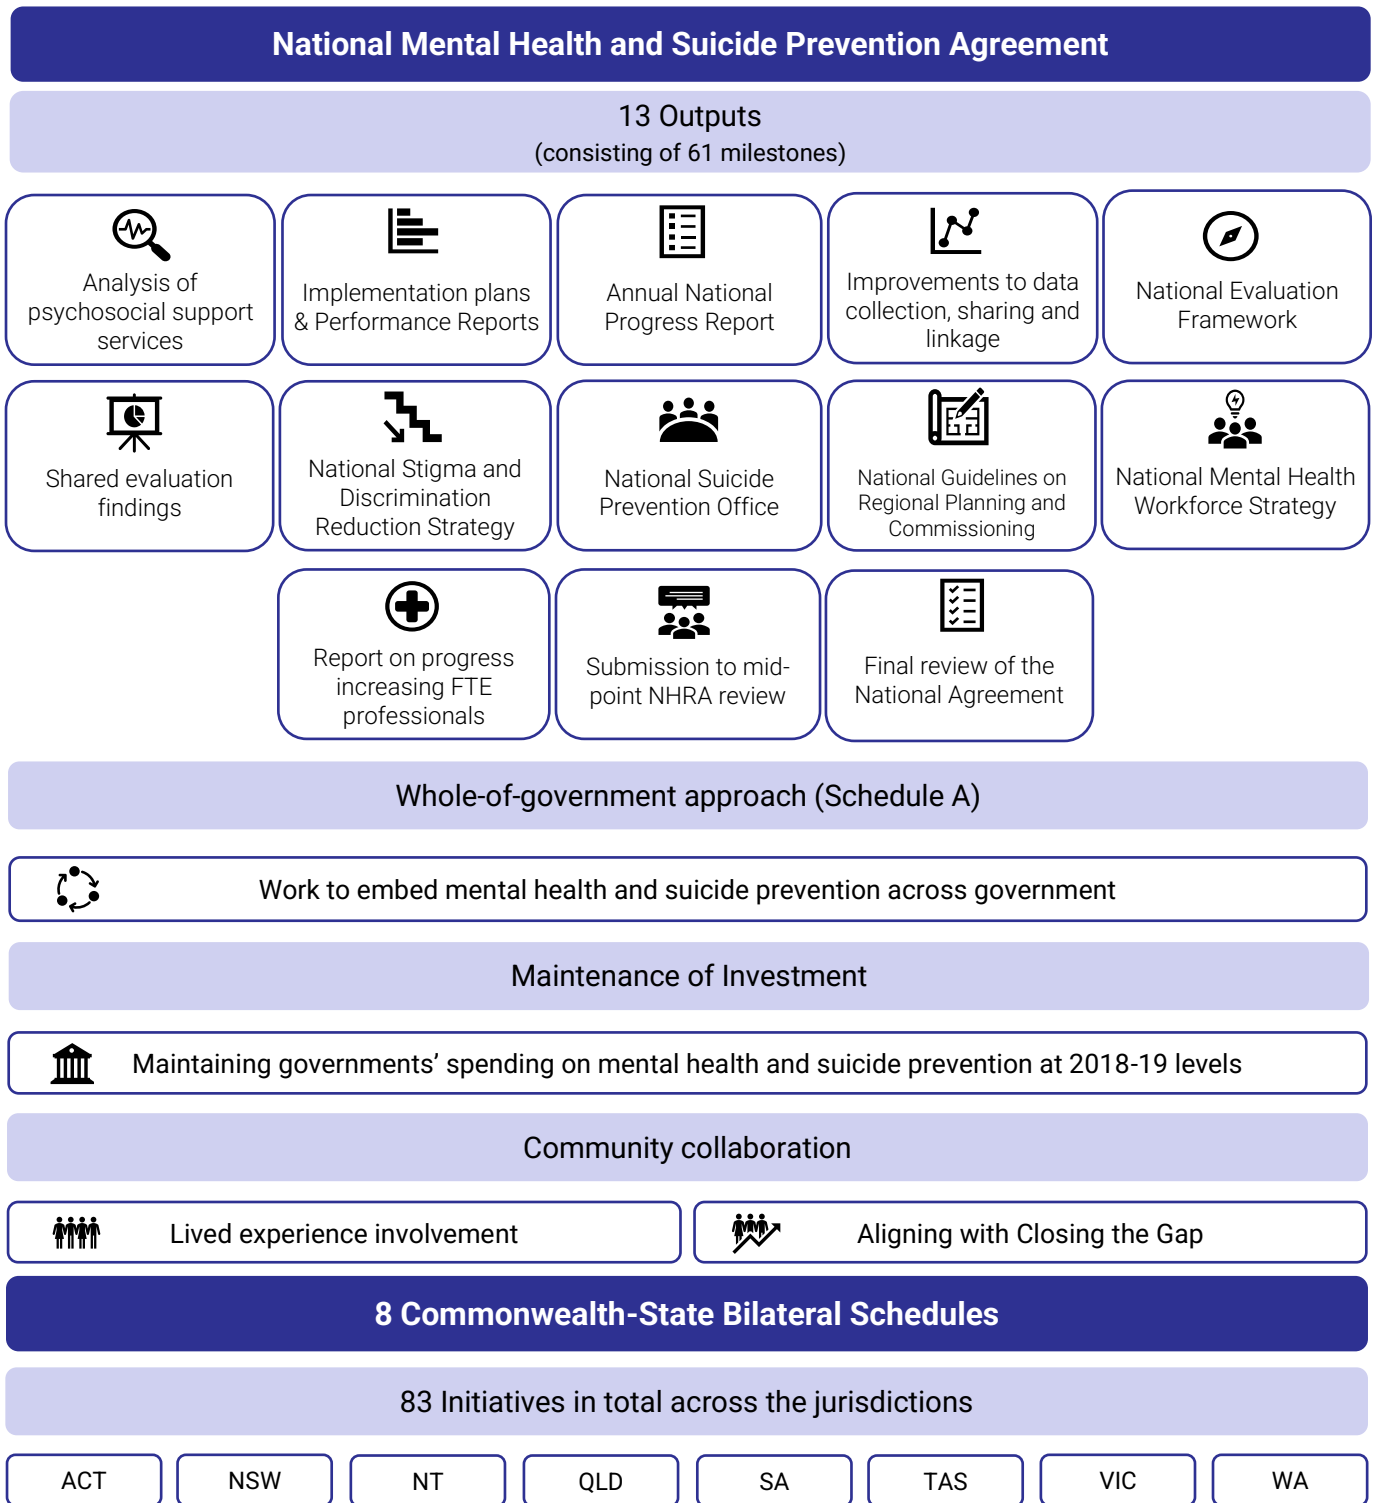 National Mental Health and Suicide Prevention Agreement
13 Outputs
(consisting of 61 milestones)
Analysis of
psychosocial support
services
Implementation plans
& Performance Reports
Annual National
Progress Report
Improvements to data
collection, sharing and
linkage
National Evaluation
Framework
Shared evaluation
findings
National Stigma and
Discrimination
Reduction Strategy
National Suicide
Prevention Office
National Guidelines on
Regional Planning and
Commissioning
National Mental Health
Workforce Strategy
Report on progress
increasing FTE
professionals
Submission to mid-
point NHRA review
Final review of the
National Agreement
Whole-of-government approach (Schedule A)
Work to embed mental health and suicide prevention across government
Maintenance of Investment
Maintaining governments’ spending on mental health and suicide prevention at 2018-19 levels
Community collaboration
Lived experience involvement
Aligning with Closing the Gap
8 Commonwealth-State Bilateral Schedules
83 Initiatives in total across the jurisdictions
ACT
NSW
NT
QLD
SA
TAS
VIC
WA